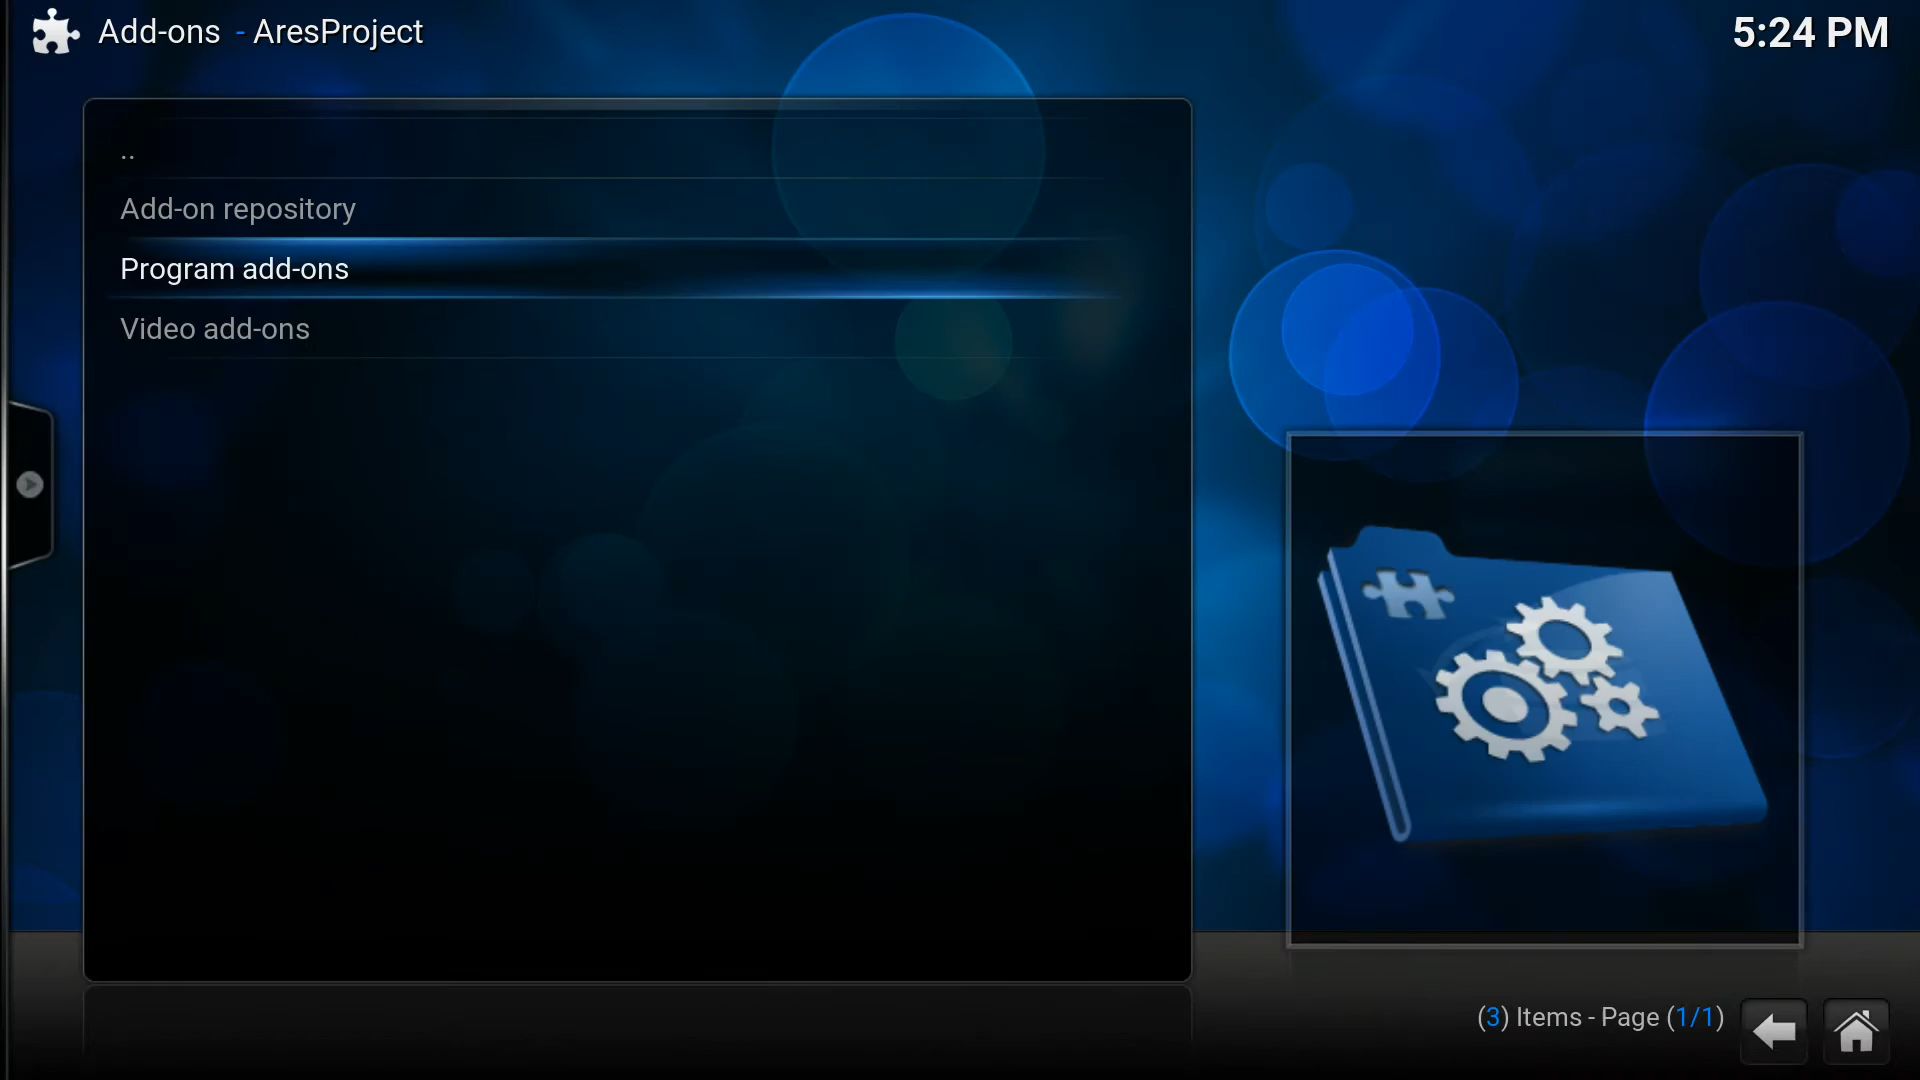 Add-ons - AresProject
5:24 PM
..
Add-on repository
Program add-ons
Video add-ons
(3) Items - Page (1/1)